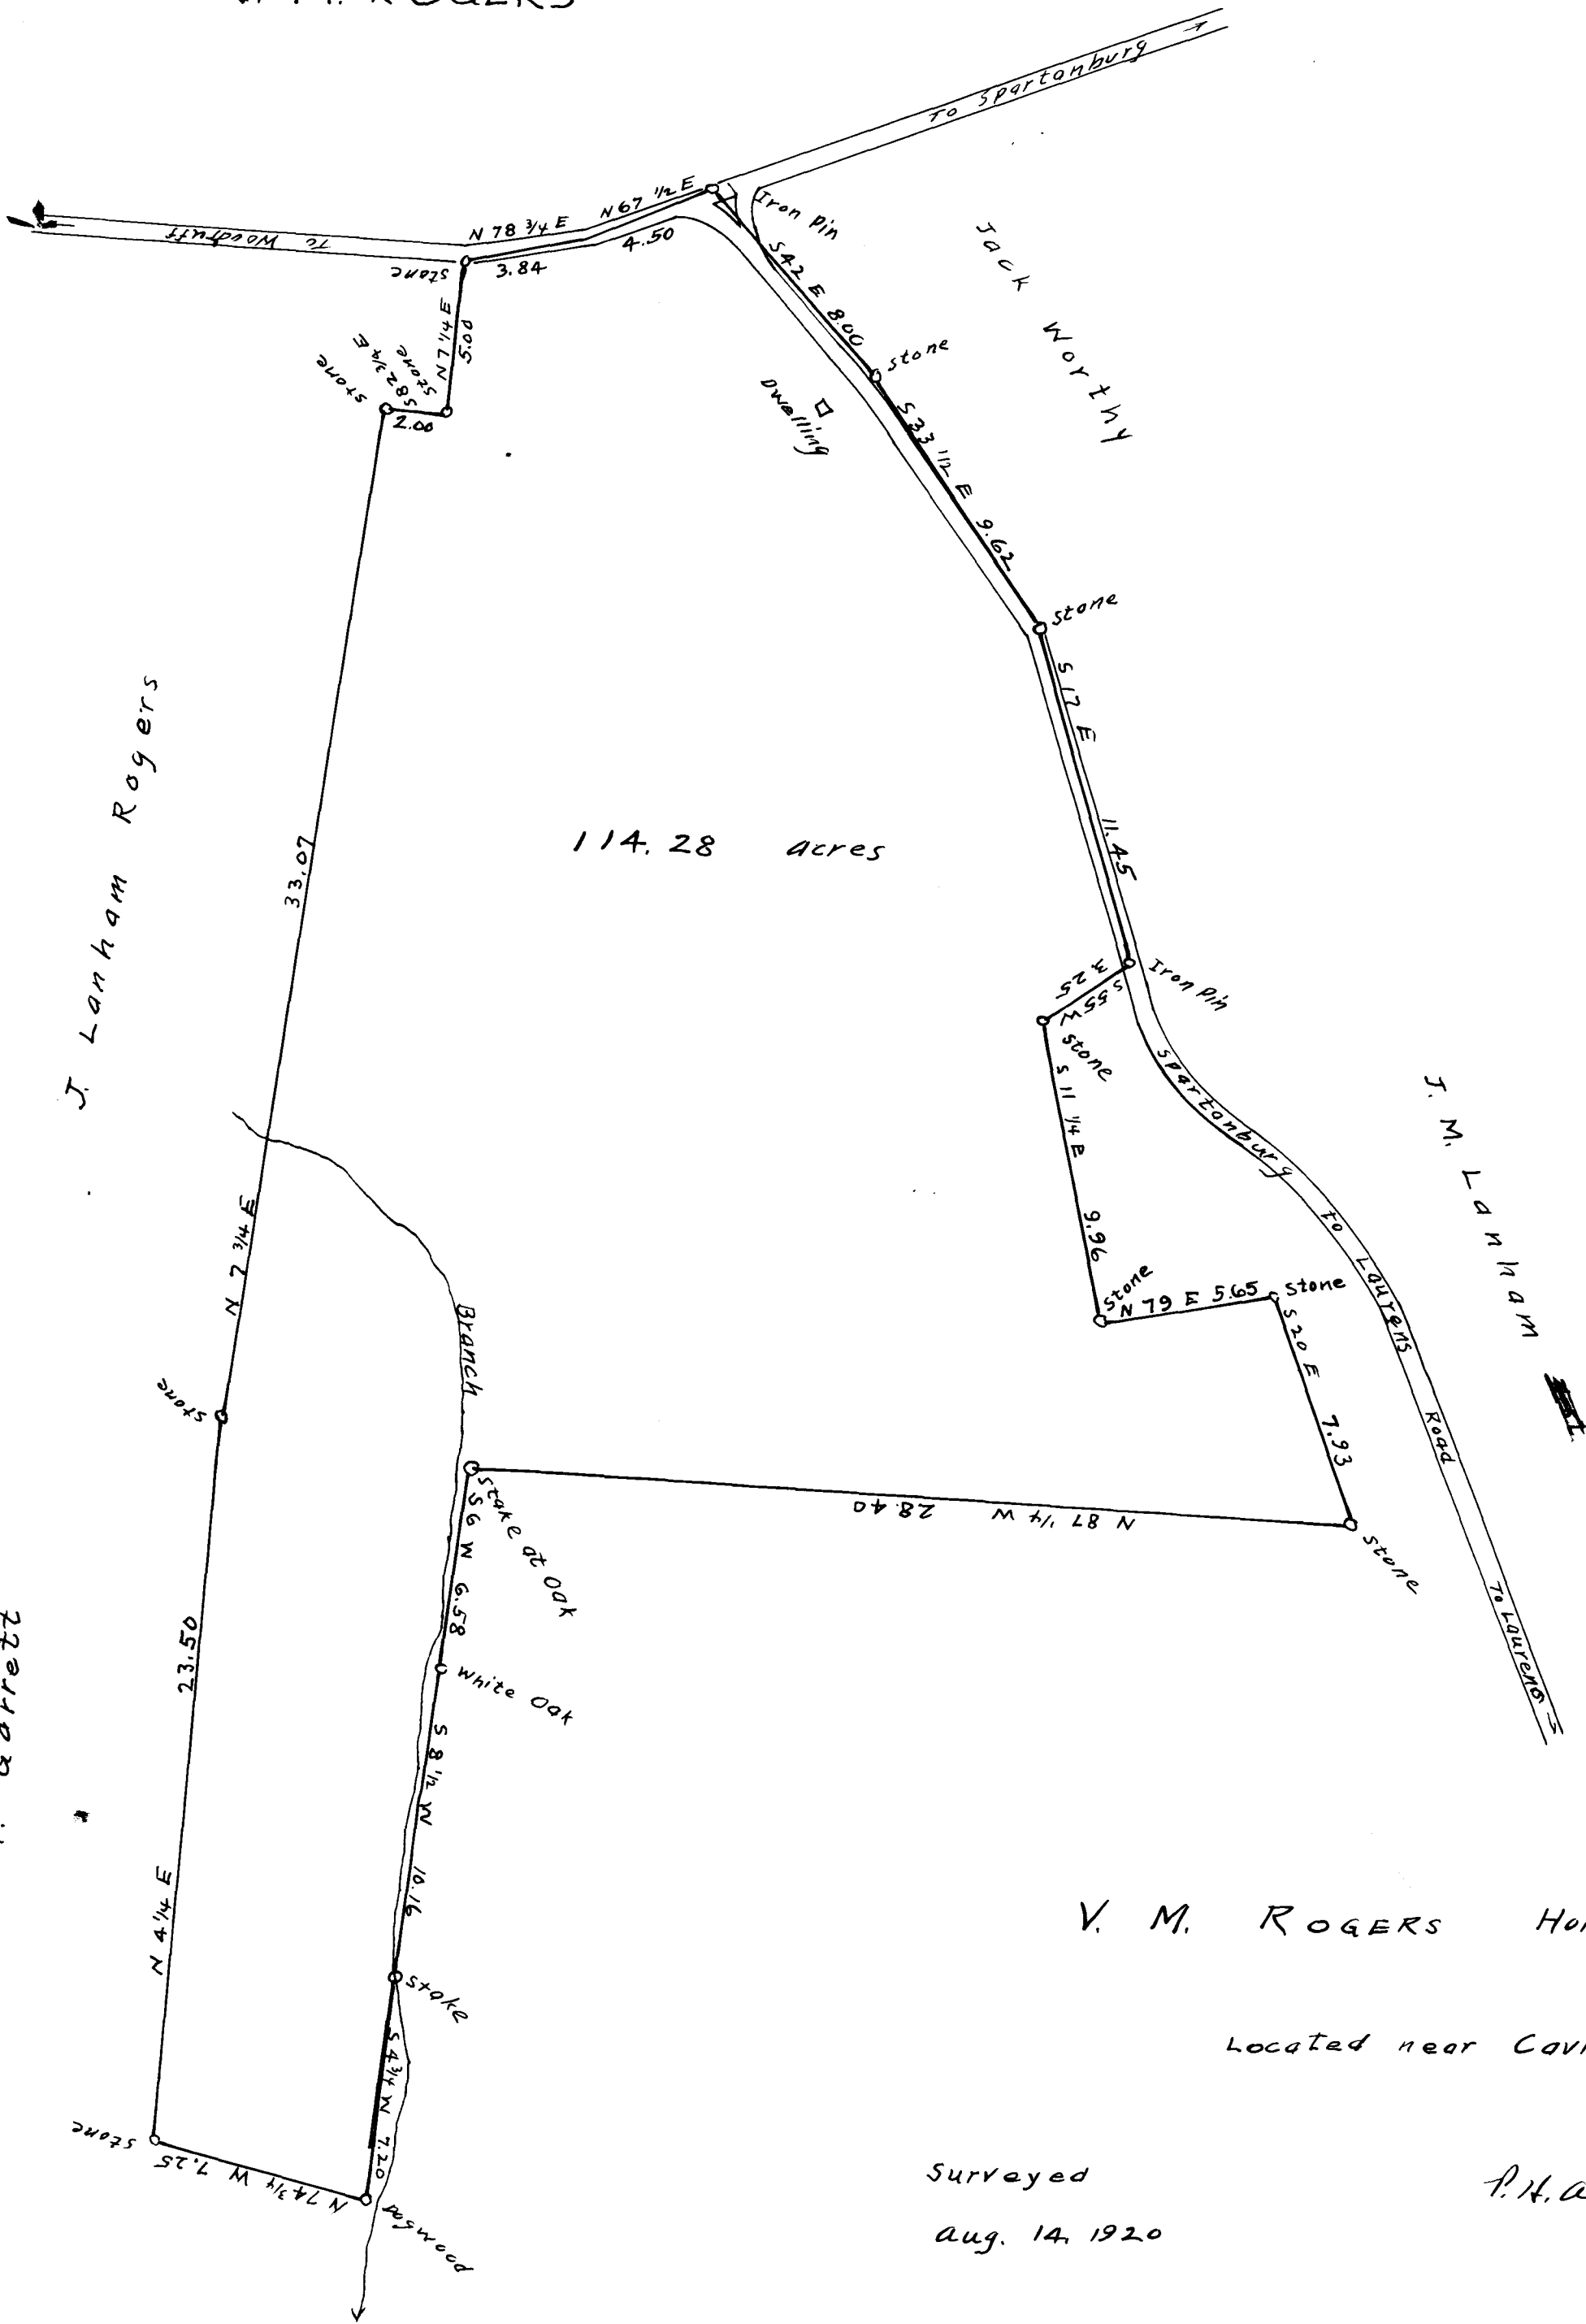 ROGERS
To Spartanburg
To Woodruff
N 78 3/4 E
3.84
N 67 1/2 E
4.50
Iron Pin
Jack Worthy
stone
N 7 1/4 E
5.00
stone
S 82 3/4 E
2.00
stone
S 42 E 8.00
stone
Dwelling
S 33 1/2 E 9.62
stone
J. Lanham Rogers
33.07
N 7 3/4 E
114.28 acres
S 17 E 11.45
Iron Pin
S 55 W
3.25
stone
S 11 1/4 E 9.96
stone
N 79 E 5.65
stone
S 20 E 7.93
stone
Spartanburg to Laurens Road
To Laurens
J. M. Lanham
Branch
stone
N 87 1/4 W 28.40
Stake at Oak
S 6 W 6.58
White Oak
S 8 1/2 W 10.16
Stake
S 4 3/4 W 7.20
Dogwood
N 74 3/4 W 7.25
stone
N 4 1/4 E
23.50
Garrett
V. M. ROGERS
Located near
Surveyed
Aug. 14, 1920
P. H.